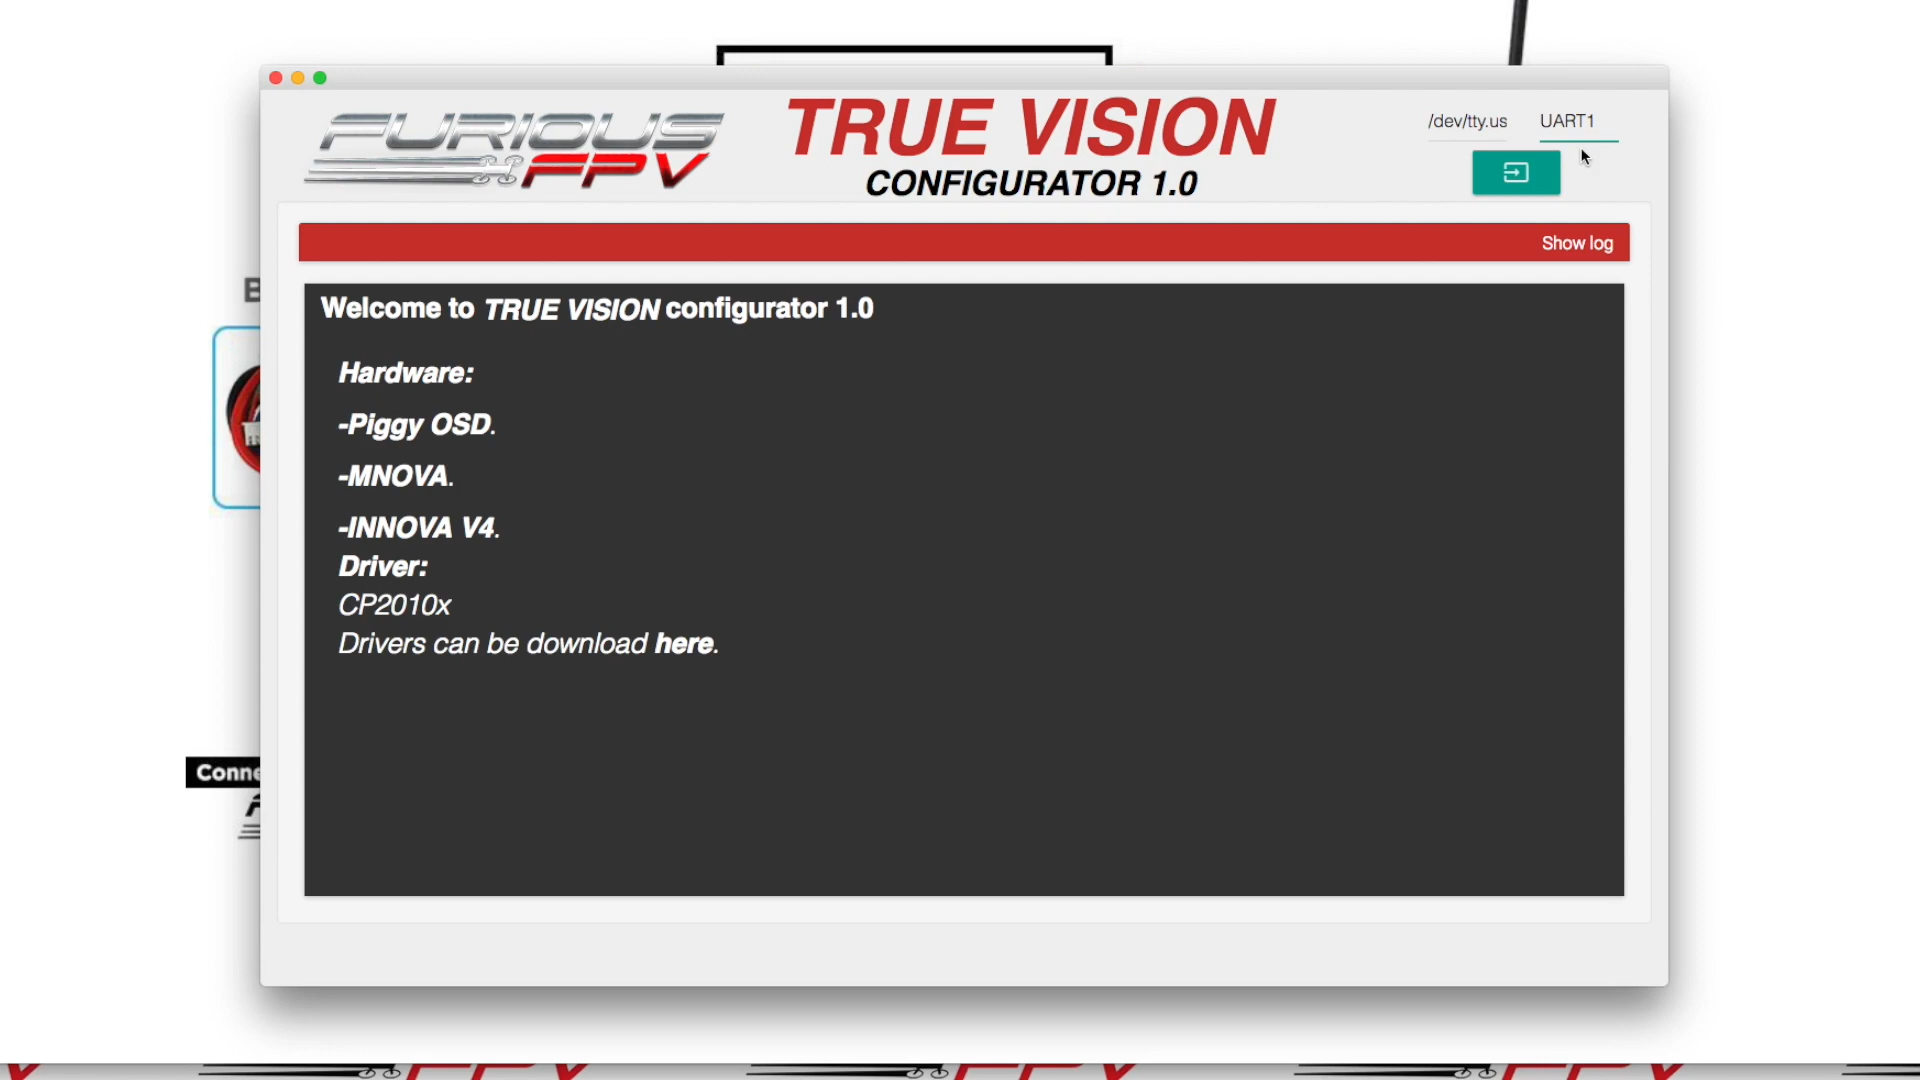 FURIOUS
FPV
TRUE VISION
CONFIGURATOR 1.0
/dev/tty.us
UART1
Show log
Welcome to TRUE VISION configurator 1.0
Hardware:
-Piggy OSD.
-MNOVA.
-INNOVA V4.
Driver:
CP2010x
Drivers can be download here.
Conne